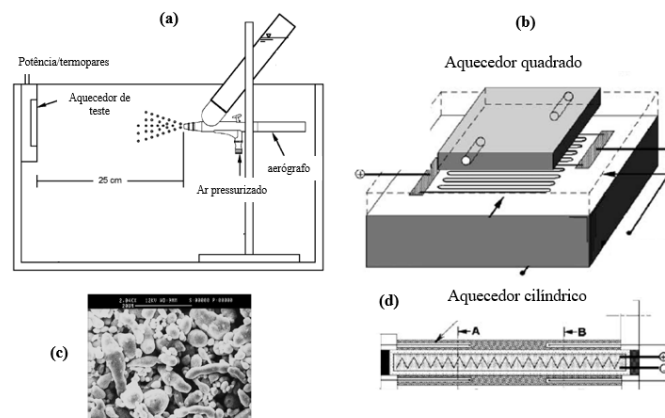 (a)
Potência/termopares
Aquecedor de
teste
25 cm
Ar pressurizado
aerógrafo
(b)
Aquecedor quadrado
(c)
(d)
Aquecedor cilíndrico
A
B